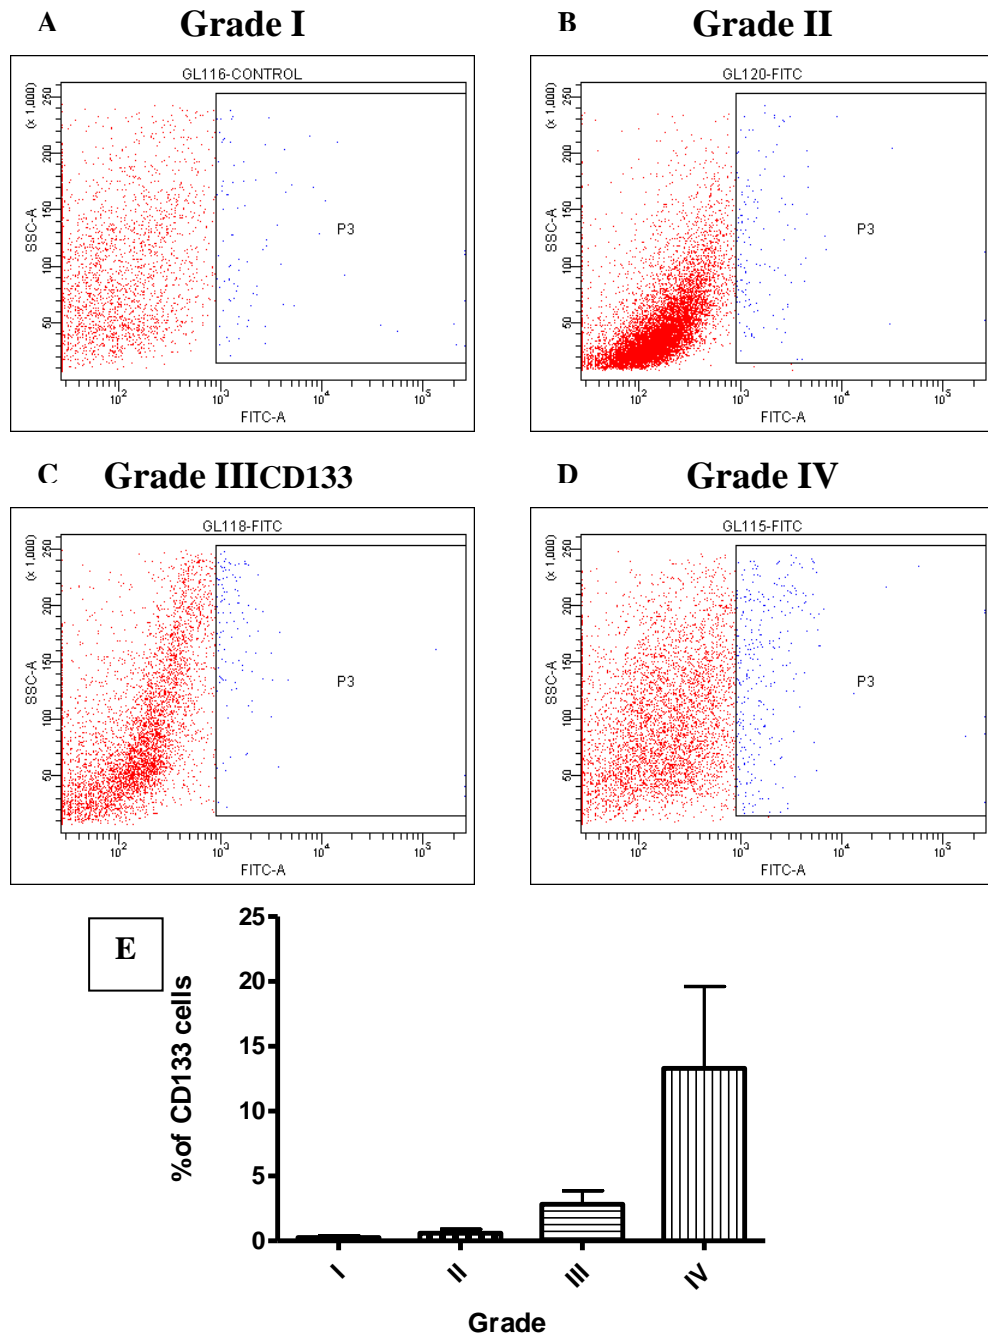 A Grade I
GL116-CONTROL
(x 1,000)
250
200
150
100
50
SSC-A
P3
10²
10³
10⁴
10⁵
FITC-A
B Grade II
GL120-FITC
(x 1,000)
250
200
150
100
50
SSC-A
P3
10²
10³
10⁴
10⁵
FITC-A
C Grade IIICD133
GL118-FITC
(x 1,000)
250
200
150
100
50
SSC-A
P3
10²
10³
10⁴
10⁵
FITC-A
D Grade IV
GL115-FITC
(x 1,000)
250
200
150
100
50
SSC-A
P3
10²
10³
10⁴
10⁵
FITC-A
E
%of CD133 cells
25
20
15
10
5
0
I
II
III
IV
Grade